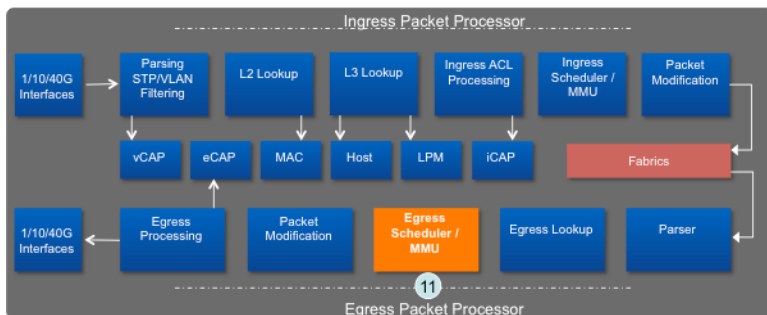 Ingress Packet Processor
1/10/40G
Interfaces
Parsing
STP/VLAN
Filtering
L2 Lookup
L3 Lookup
Ingress ACL
Processing
Ingress
Scheduler /
MMU
Packet
Modification
vCAP
eCAP
MAC
Host
LPM
iCAP
Fabrics
1/10/40G
Interfaces
Egress
Processing
Packet
Modification
Egress
Scheduler /
MMU
Egress Lookup
Parser
11
Egress Packet Processor